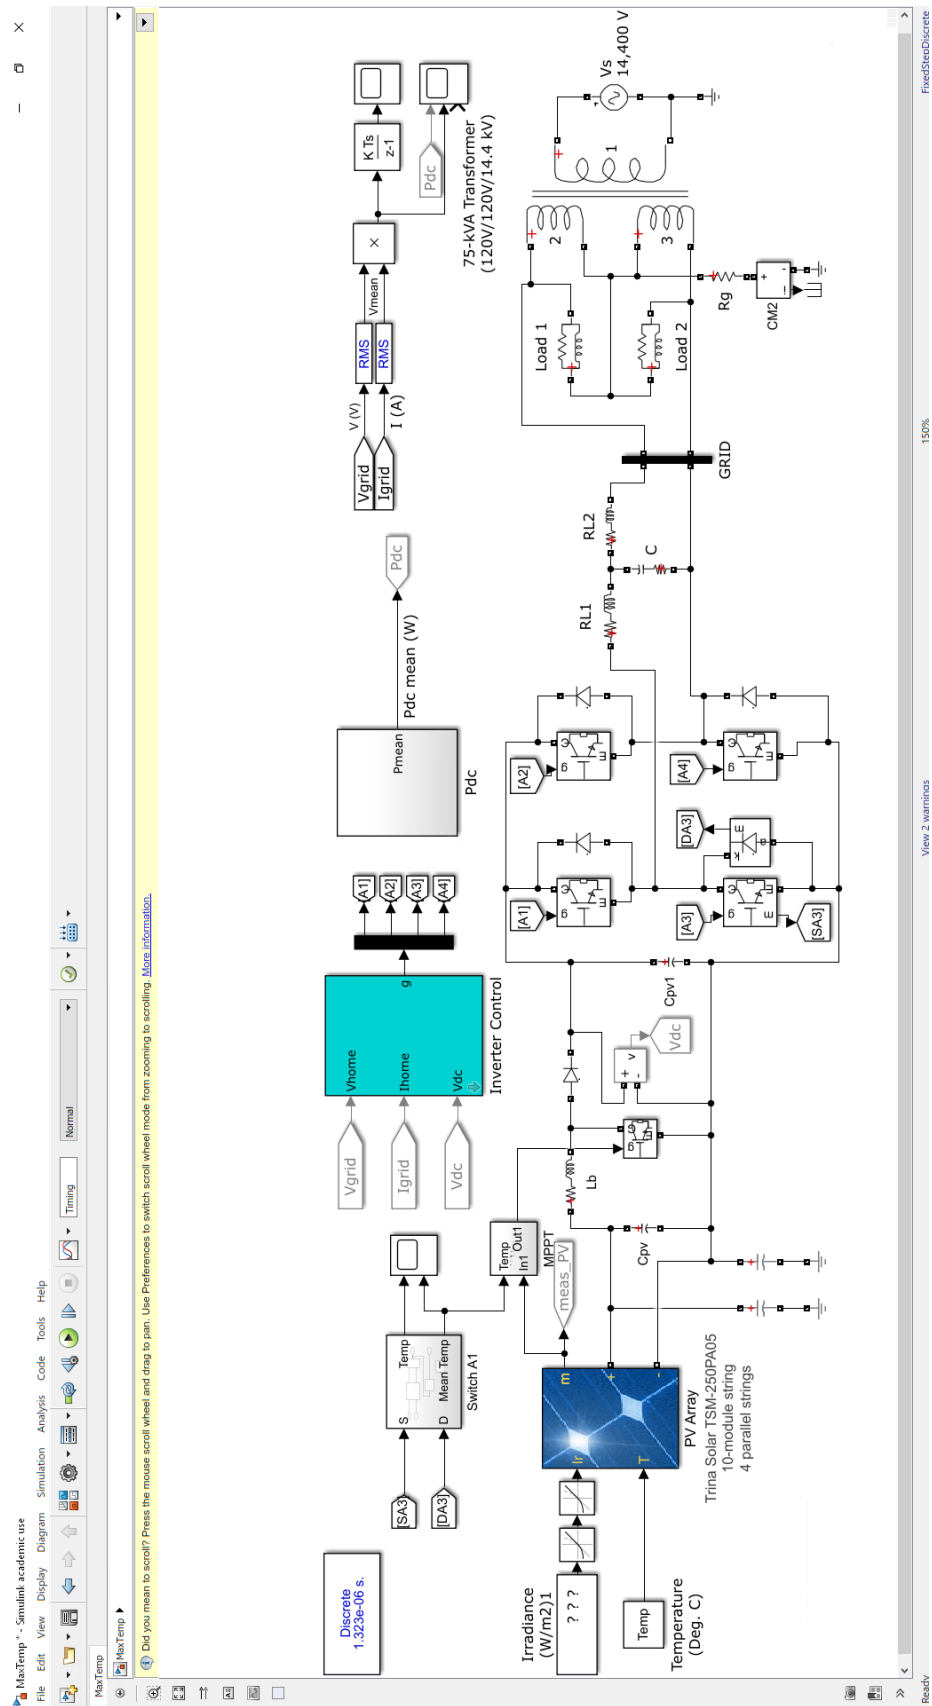 MaxTemp * - Simulink academic use
File Edit View Display Diagram Simulation Analysis Code Tools Help
Timing
Normal
MaxTemp
MaxTemp
Did you mean to scroll? Press the mouse scroll wheel and drag to pan. Use Preferences to switch scroll wheel mode from zooming to scrolling. More information.
Discrete
1.323e-06 s.
[SA3]
[DA3]
S
D
Temp
Mean Temp
Switch A1
Vgrid
Igrid
Vdc
Vhome
Ihome
Vdc
g
Inverter Control
[A1]
[A2]
[A3]
[A4]
Pmean
Pdc
Pdc mean (W)
Pdc
Vgrid
Igrid
V (V)
I (A)
RMS
RMS
Vmean
×
K Ts
z-1
Pdc
75-kVA Transformer
(120V/120V/14.4 kV)
Irradiance
(W/m2)1
? ? ?
Temp
Temperature
(Deg. C)
Ir
T
m
+
-
PV Array
Trina Solar TSM-250PA05
10-module string
4 parallel strings
meas_PV
Temp
In1
Out1
MPPT
Cpv
Lb
g
C
E
+
-
v
Vdc
Cpv1
[A1]
g
C
E
[A2]
g
C
E
[A3]
g
C
E
m
[SA3]
[DA3]
a
k
m
[A4]
g
C
E
RL1
RL2
C
GRID
Load 1
Load 2
Rg
+
-
i
CM2
2
3
1
Vs
14,400 V
Ready
View 2 warnings
150%
FixedStepDiscrete